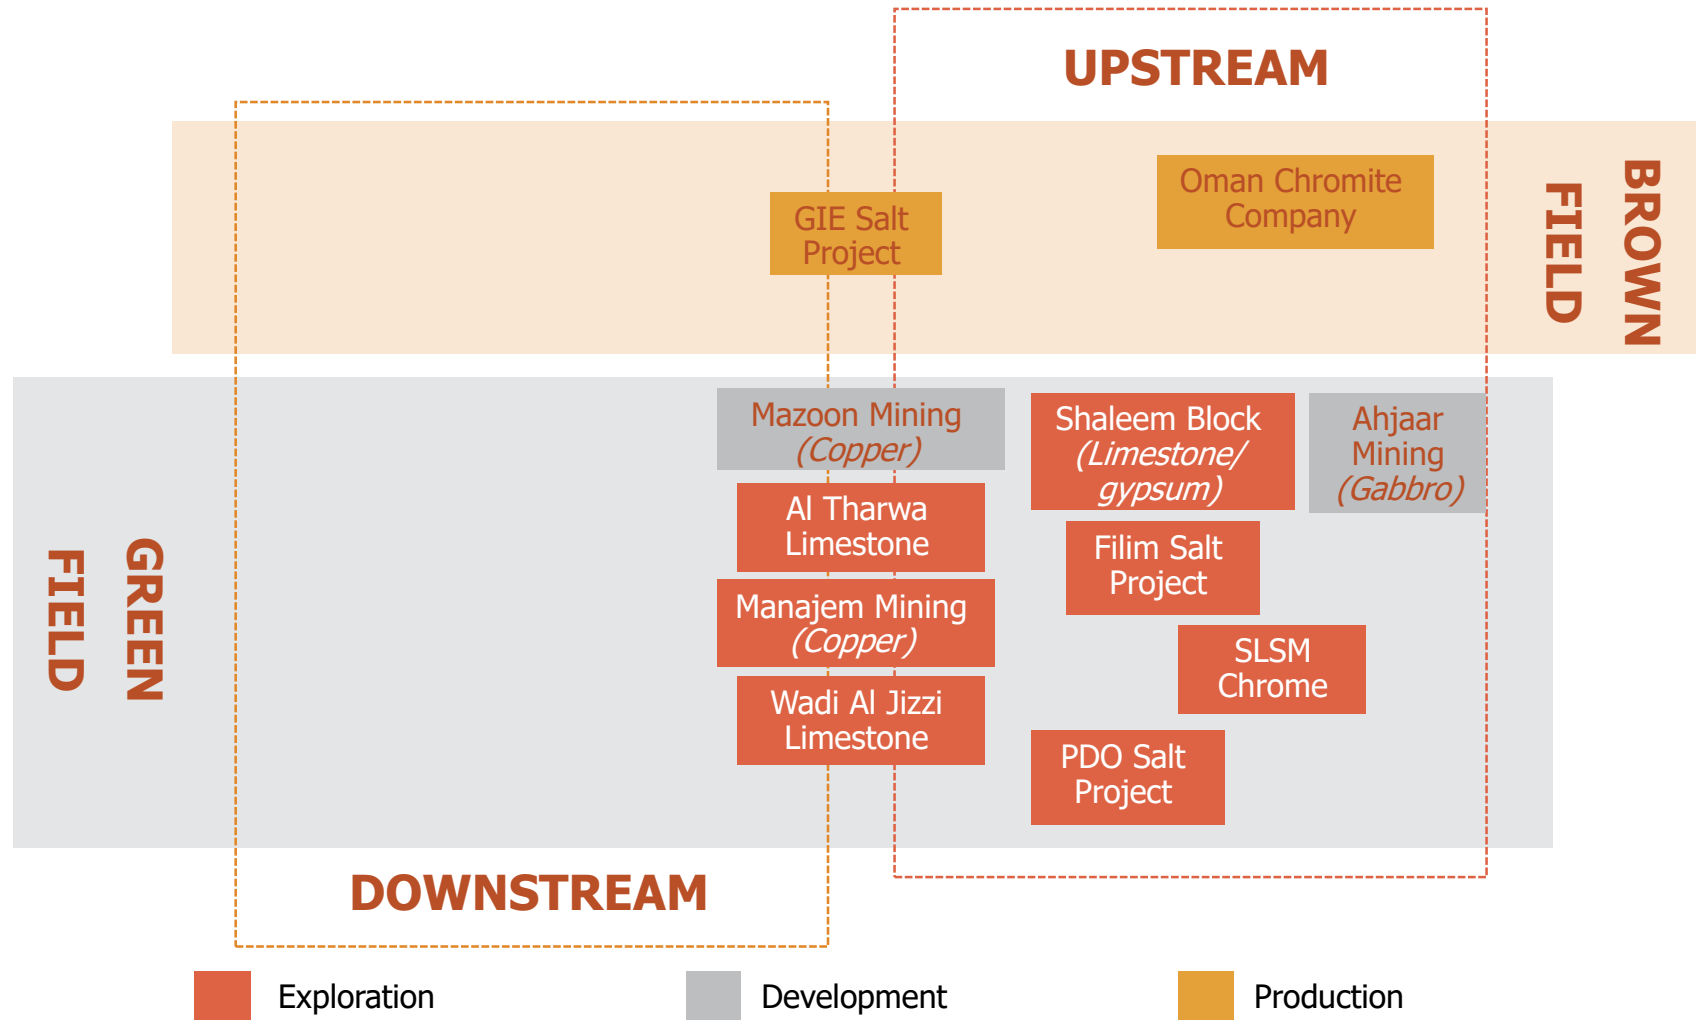 UPSTREAM
BROWN
FIELD
Oman Chromite
Company
GIE Salt
Project
Mazoon Mining
(Copper)
Shaleem Block
(Limestone/
gypsum)
Ahjaar
Mining
(Gabbro)
Al Tharwa
Limestone
Filim Salt
Project
GREEN
FIELD
Manajem Mining
(Copper)
SLSM
Chrome
Wadi Al Jizzi
Limestone
PDO Salt
Project
DOWNSTREAM
Exploration
Development
Production